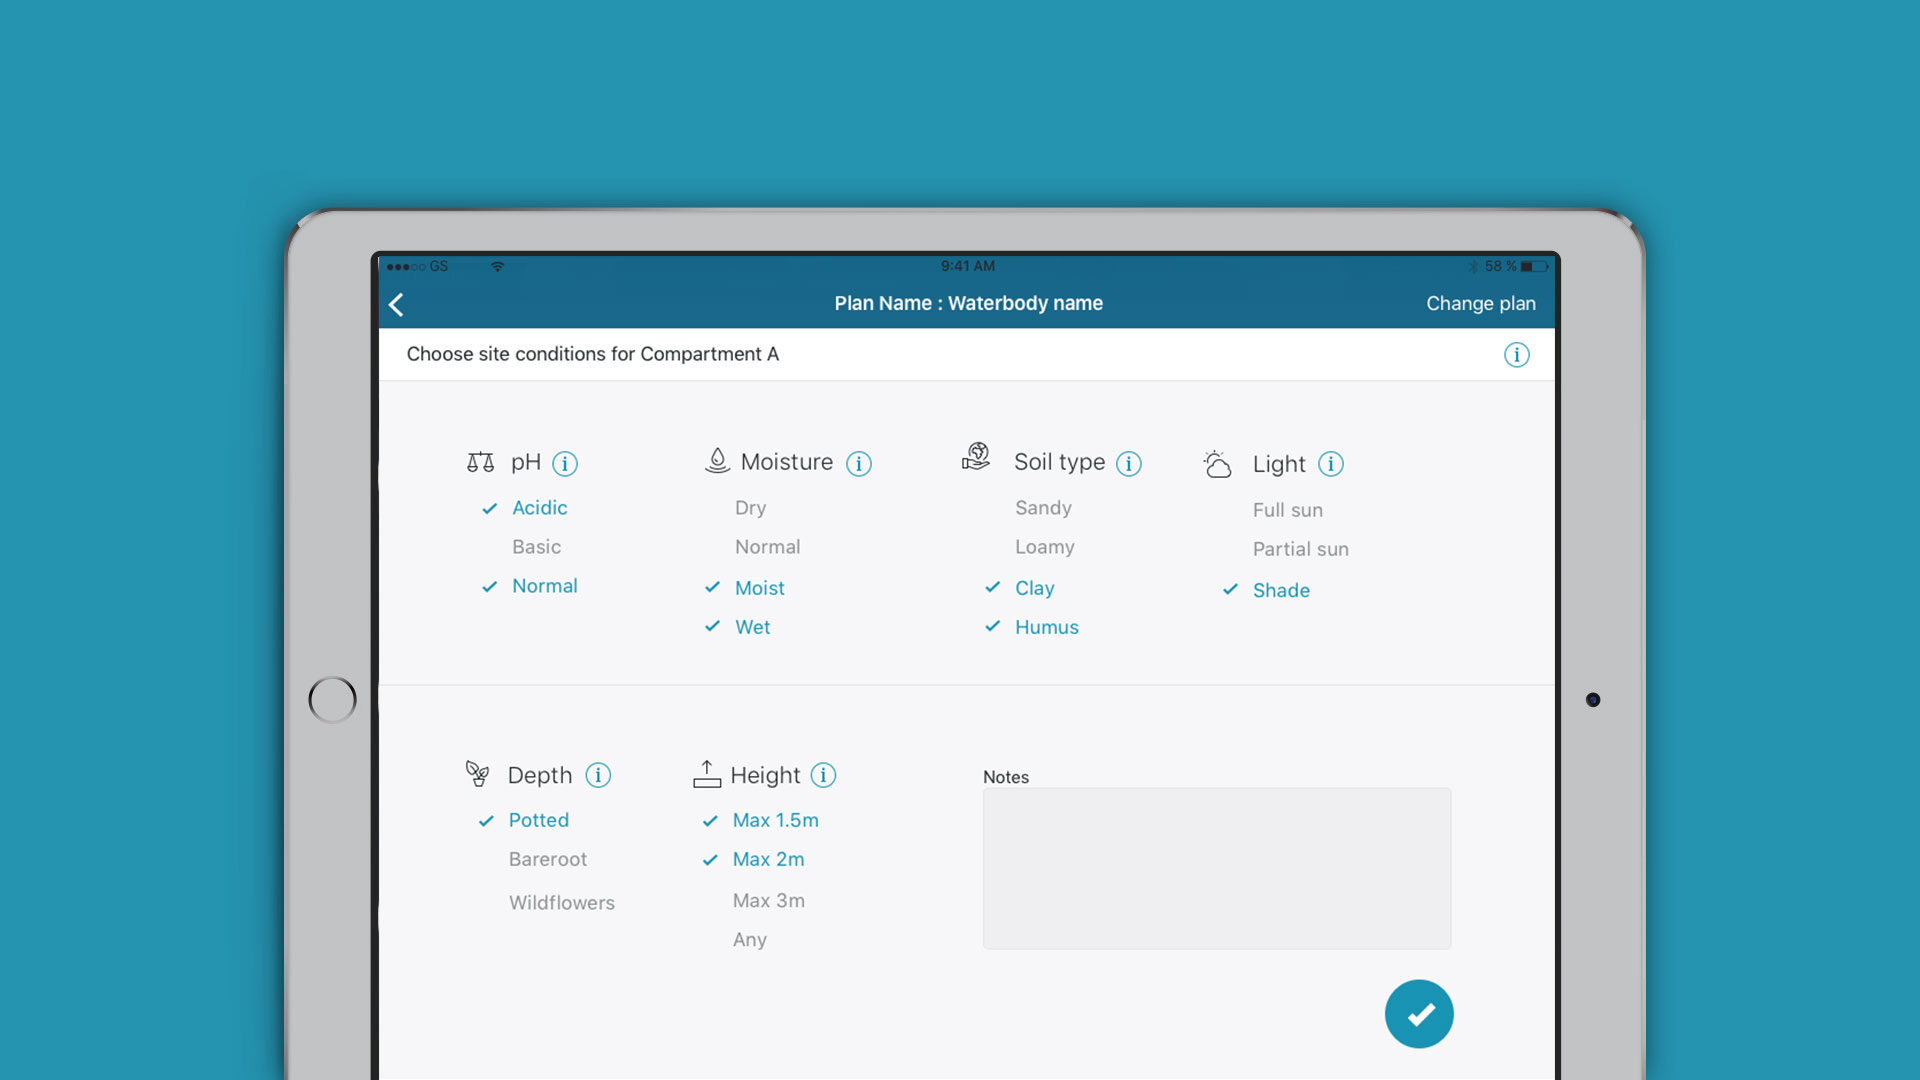 GS 9:41 AM 58 %
Plan Name : Waterbody name Change plan
Choose site conditions for Compartment A i
pH i Moisture i Soil type i Light i
Acidic Dry Sandy Full sun
Basic Normal Loamy Partial sun
Normal Moist Clay Shade
Wet Humus
Depth i Height i Notes
Potted Max 1.5m
Bareroot Max 2m
Wildflowers Max 3m
Any